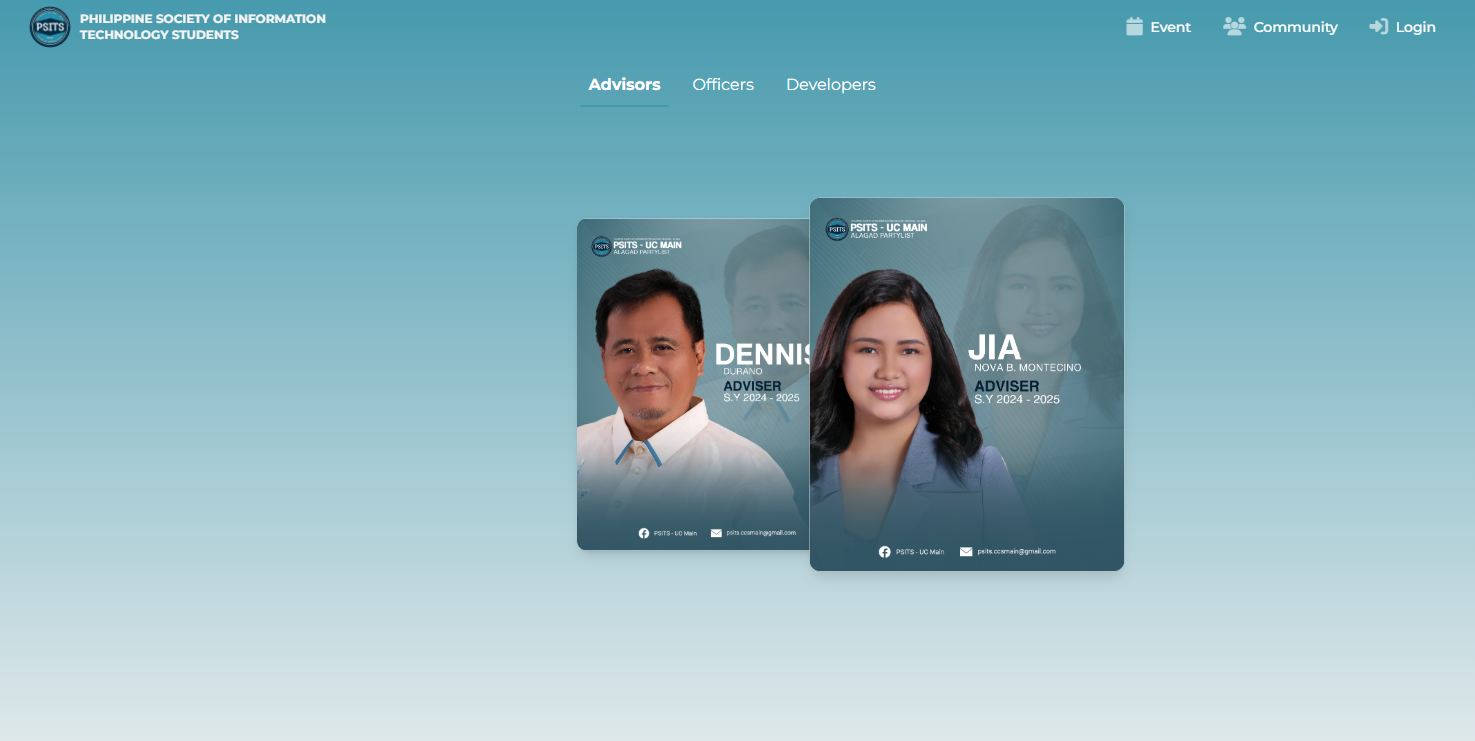 PSITS
PHILIPPINE SOCIETY OF INFORMATION
TECHNOLOGY STUDENTS
Event
Community
Login
Advisors
Officers
Developers
PSITS
PSITS - UC MAIN
ALAGAD PARTYLIST
DENNIS
DURANO
ADVISER
S.Y 2024 - 2025
PSITS - UC Main
psits.ccsmain@gmail.com
PSITS
PSITS - UC MAIN
ALAGAD PARTYLIST
JIA
NOVA B. MONTECINO
ADVISER
S.Y 2024 - 2025
PSITS - UC Main
psits.ccsmain@gmail.com